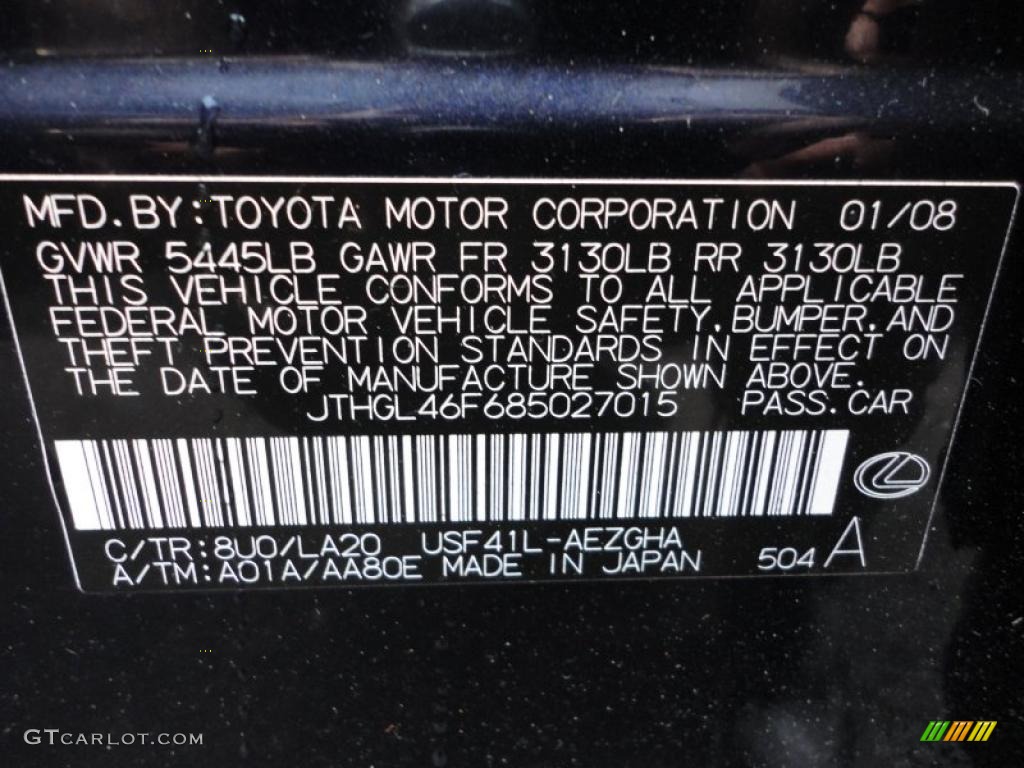 MFD.BY:TOYOTA MOTOR CORPORATION 01/08
GVWR 5445LB GAWR FR 3130LB RR 3130LB
THIS VEHICLE CONFORMS TO ALL APPLICABLE
FEDERAL MOTOR VEHICLE SAFETY,BUMPER,AND
THEFT PREVENTION STANDARDS IN EFFECT ON
THE DATE OF MANUFACTURE SHOWN ABOVE.
JTHGL46F685027015 PASS.CAR
C/TR:8U0/LA20 USF41L-AEZGHA
A/TM:A01A/AA80E MADE IN JAPAN 504 A
GTCARLOT.COM